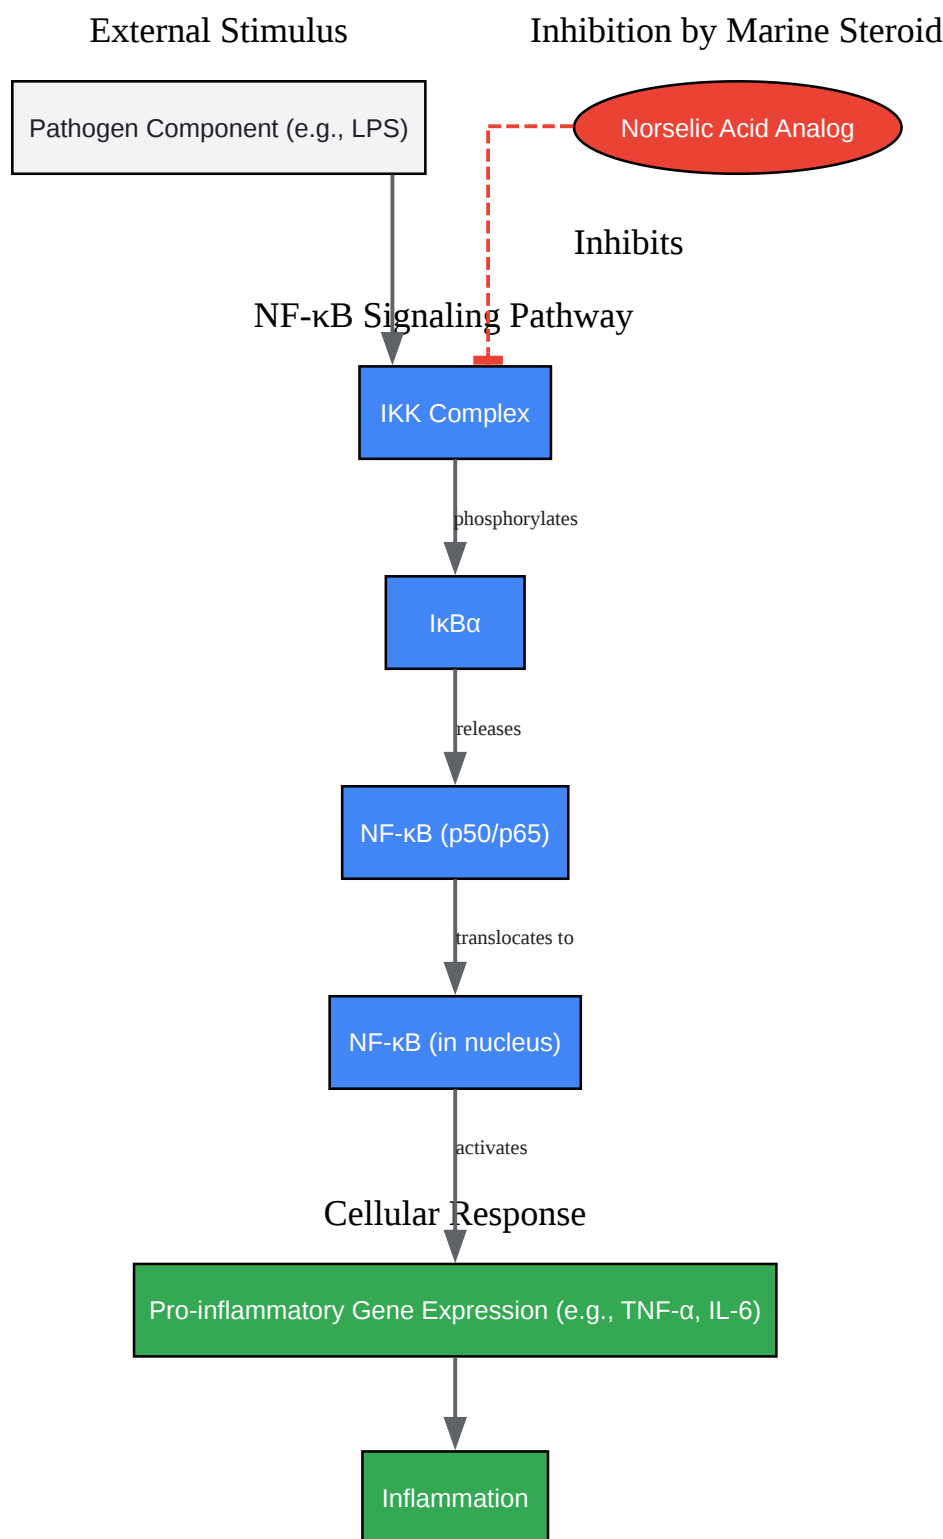 External Stimulus
Inhibition by Marine Steroid
Pathogen Component (e.g., LPS)
Norselic Acid Analog
Inhibits
NF-κB Signaling Pathway
IKK Complex
phosphorylates
IκBα
releases
NF-κB (p50/p65)
translocates to
NF-κB (in nucleus)
activates
Cellular Response
Pro-inflammatory Gene Expression (e.g., TNF-α, IL-6)
Inflammation